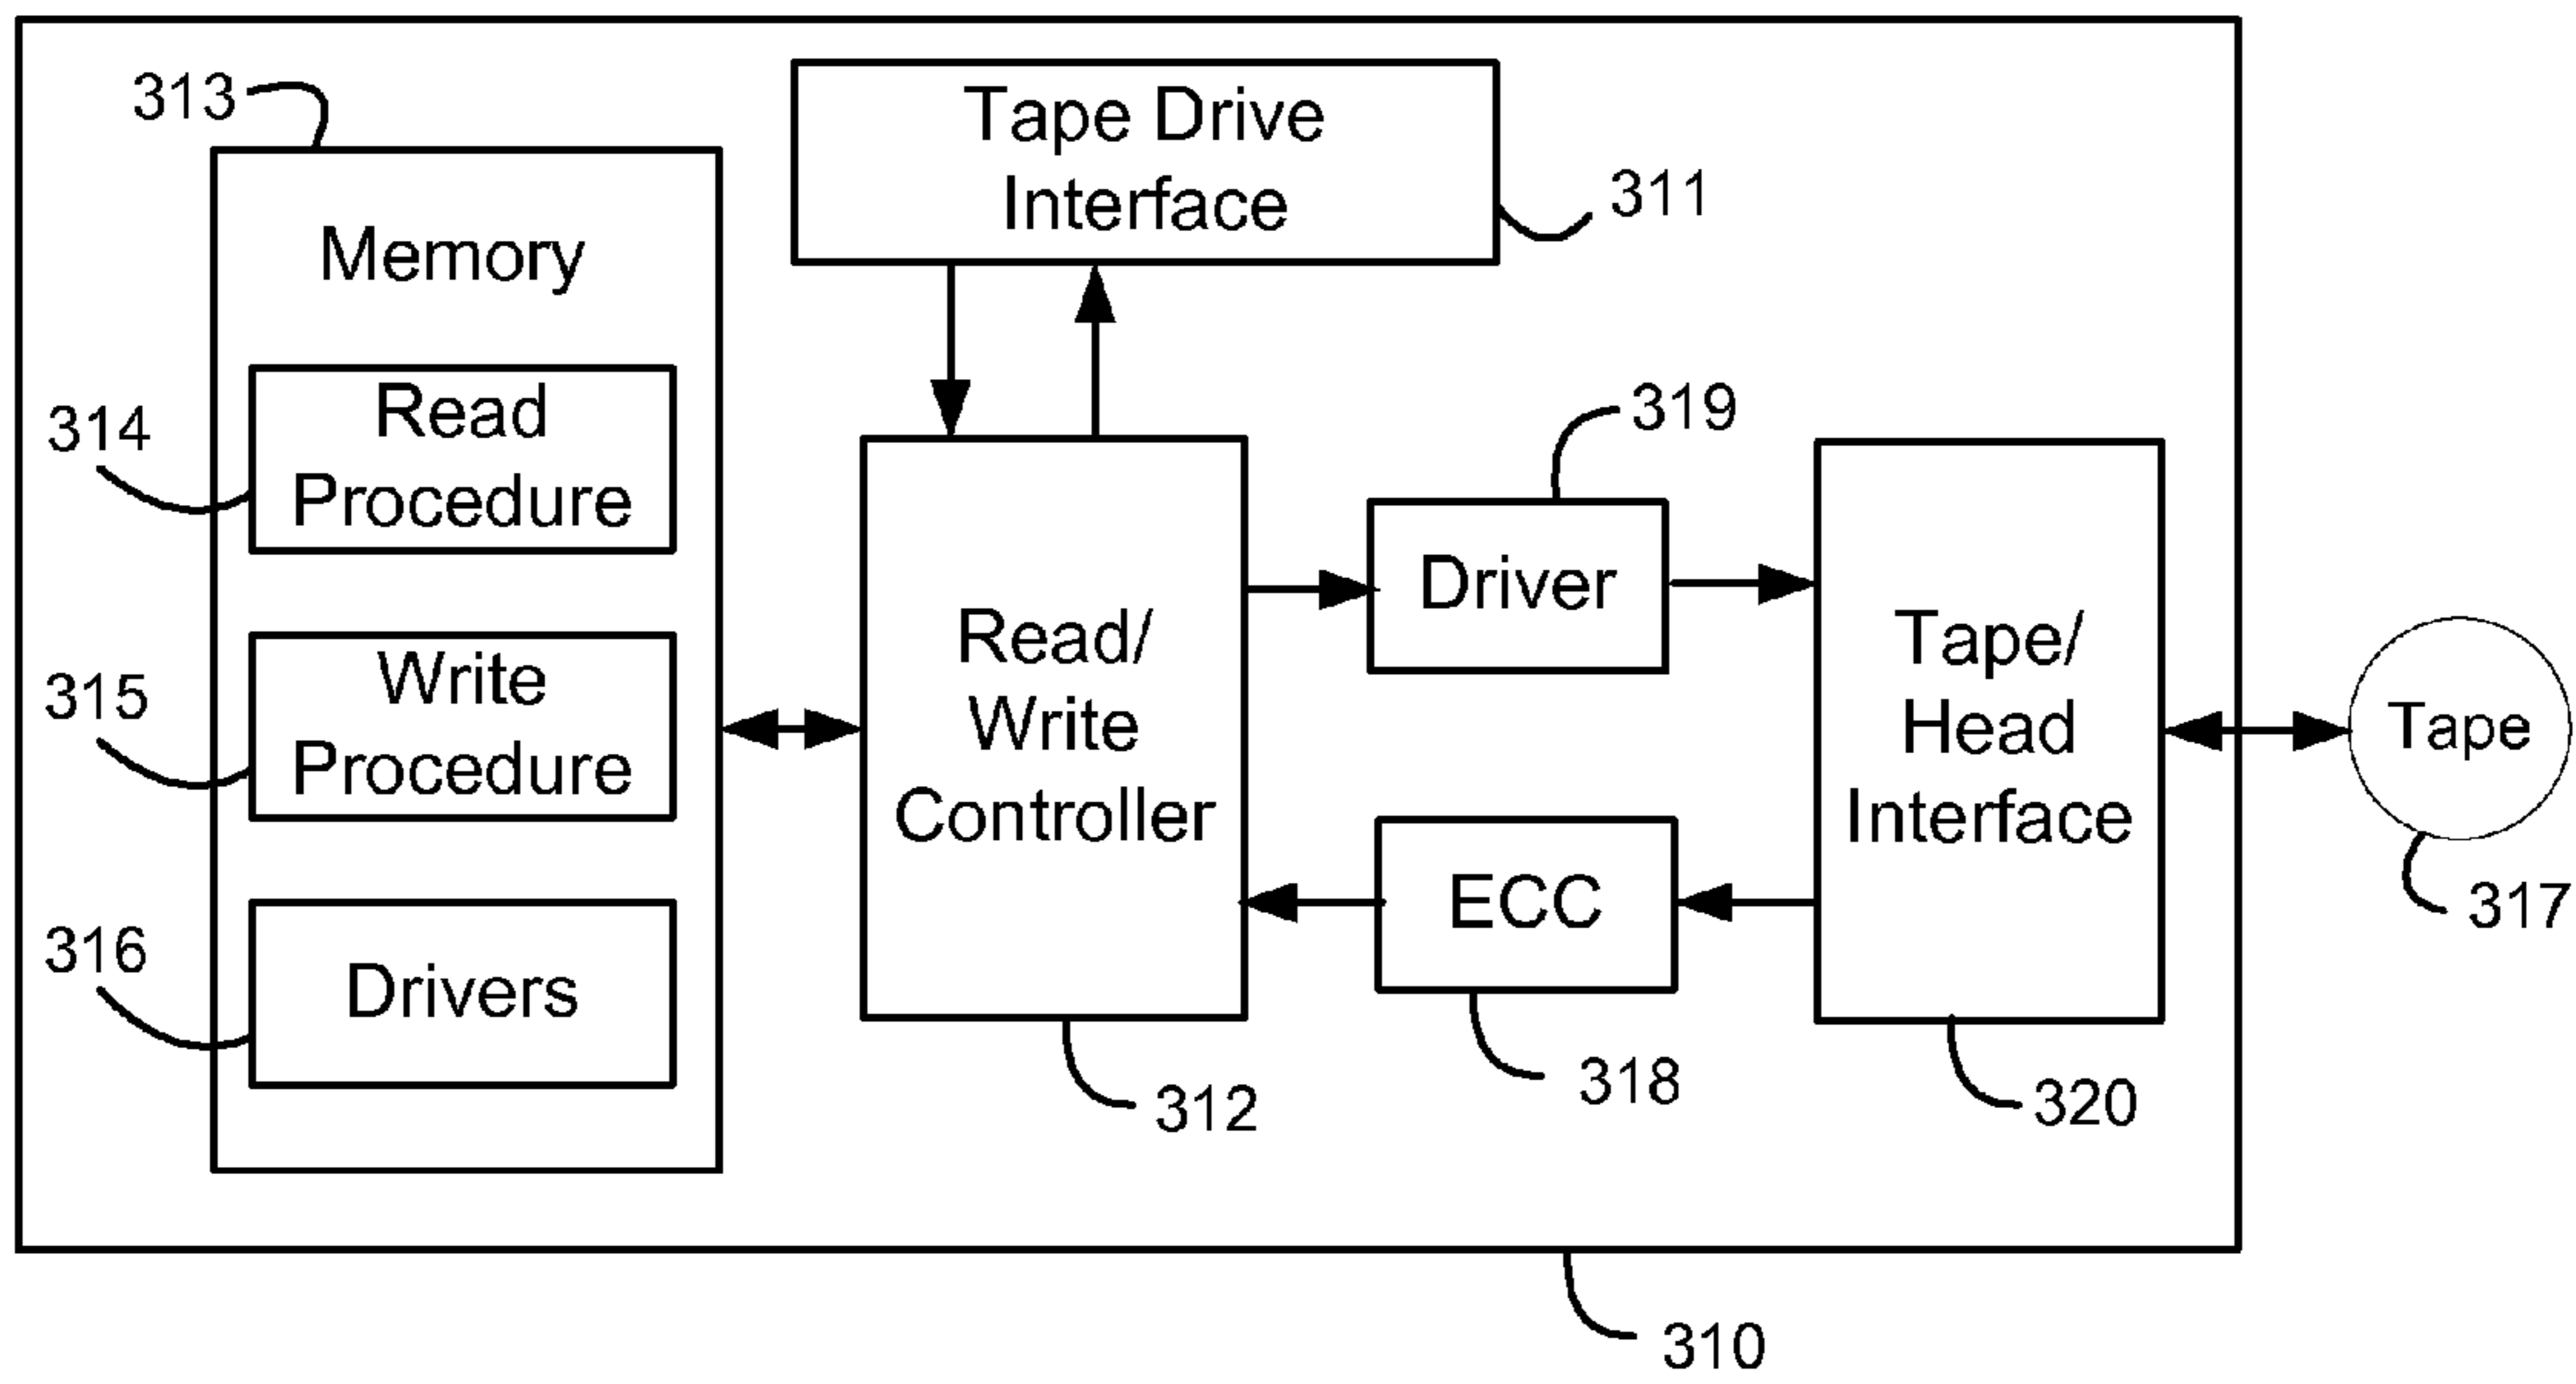 313
Tape Drive
Interface
311
Memory
314
Read
Procedure
319
Driver
315
Write
Procedure
Read/
Write
Controller
Tape/
Head
Interface
Tape
317
316
Drivers
ECC
312
318
320
310